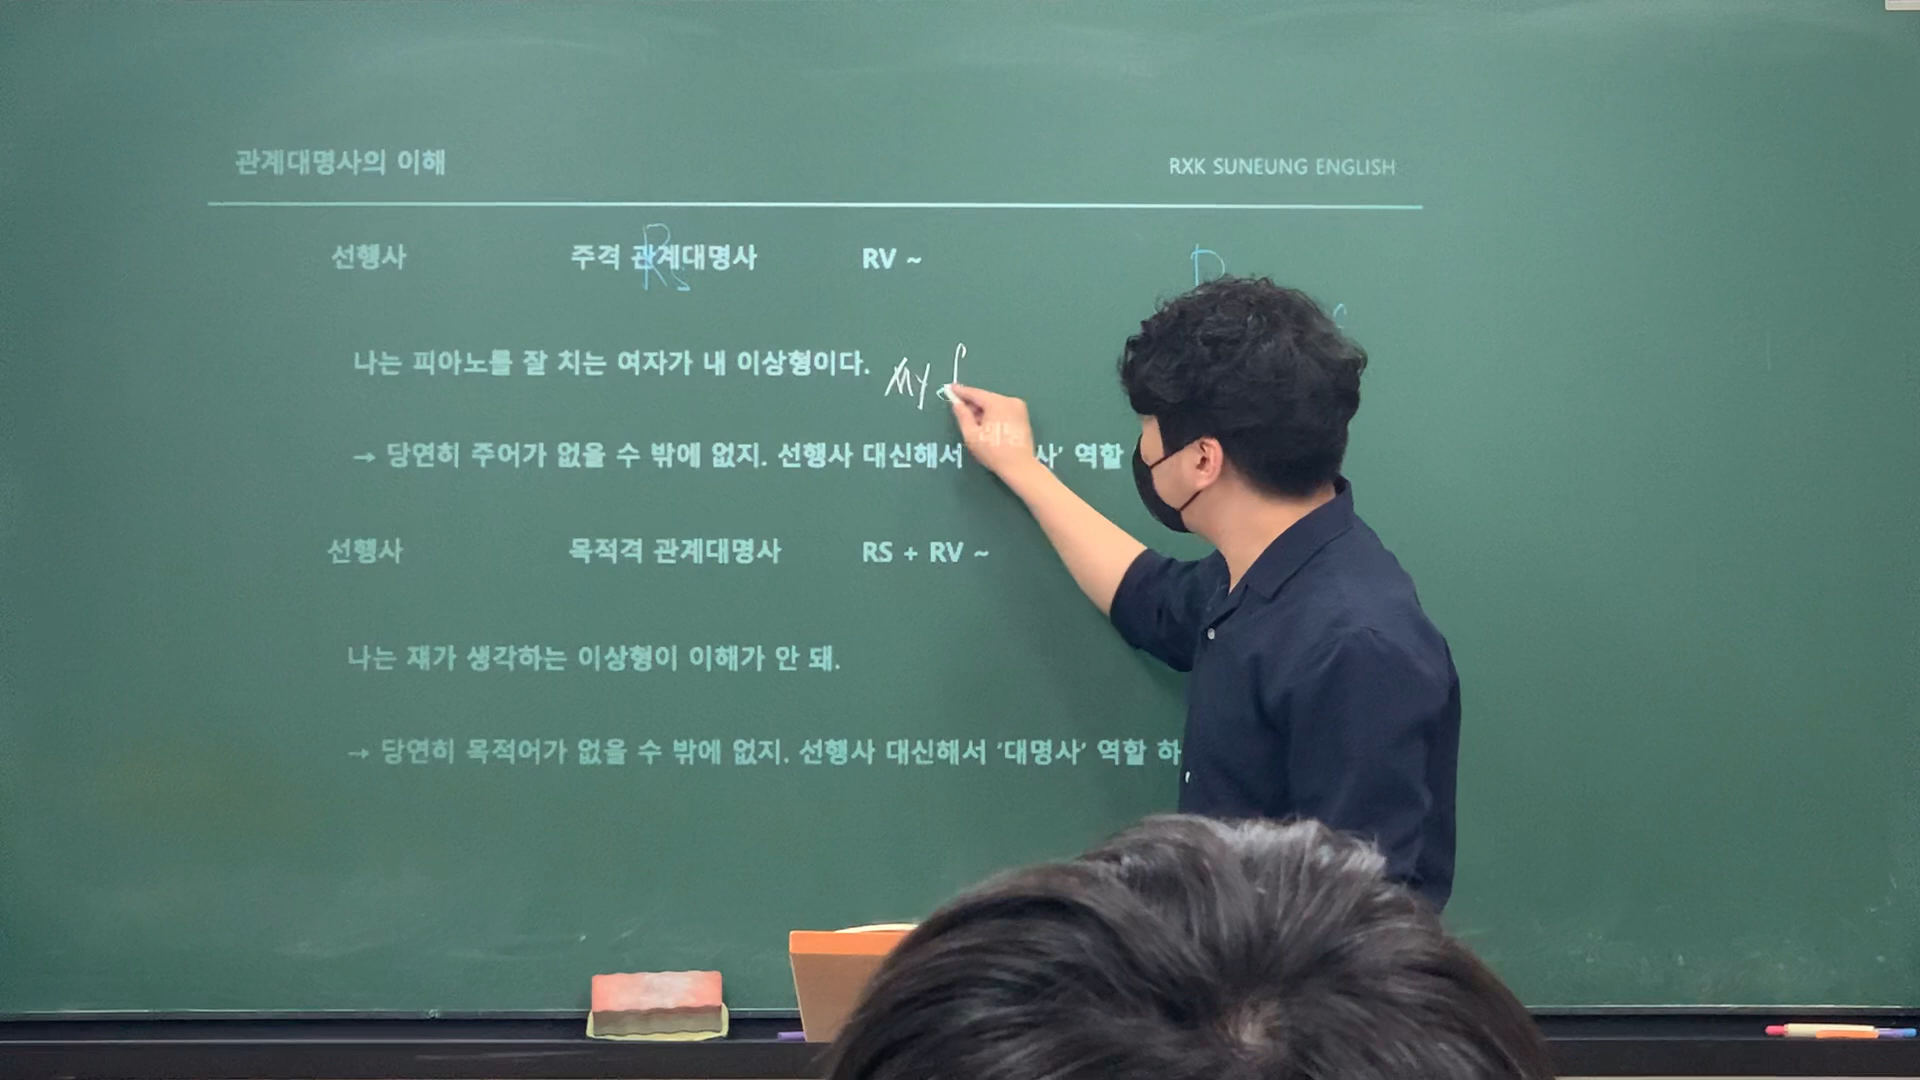 관계대명사의 이해
RXK SUNEUNG ENGLISH
선행사 주격 관계대명사 RV ~
Rs
나는 피아노를 잘 치는 여자가 내 이상형이다.
My
→ 당연히 주어가 없을 수 밖에 없지. 선행사 대신해서 사’ 역할
선행사 목적격 관계대명사 RS + RV ~
나는 쟤가 생각하는 이상형이 이해가 안 돼.
→ 당연히 목적어가 없을 수 밖에 없지. 선행사 대신해서 ‘대명사’ 역할 하